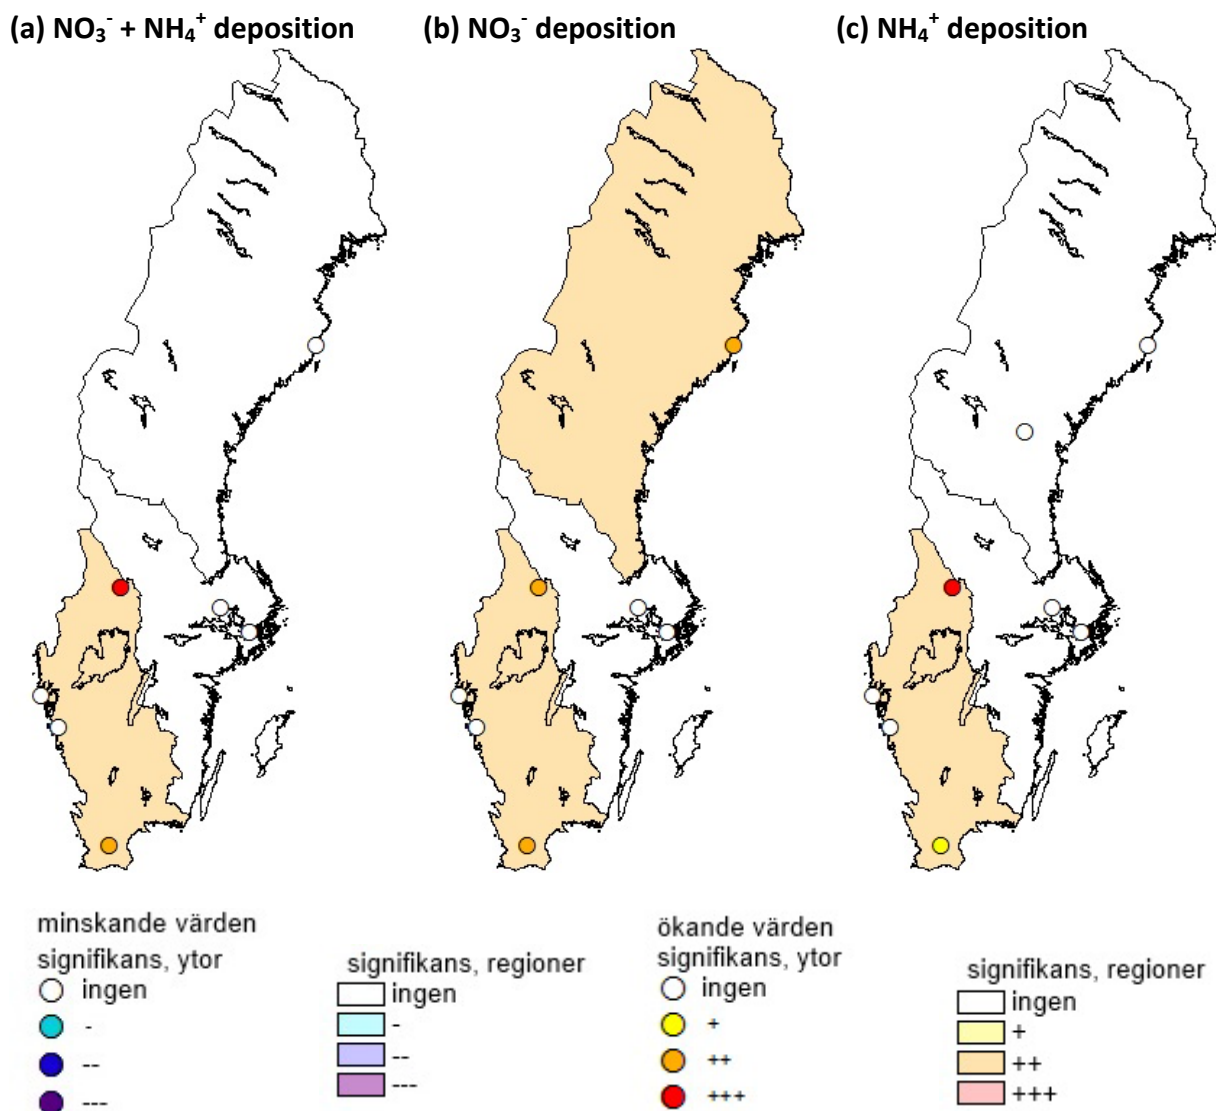 (a) NO₃⁻ + NH₄⁺ deposition
(b) NO₃⁻ deposition
(c) NH₄⁺ deposition
minskande värden
signifikans, ytor
ingen
-
--
---
signifikans, regioner
ingen
-
--
---
ökande värden
signifikans, ytor
ingen
+
++
+++
signifikans, regioner
ingen
+
++
+++